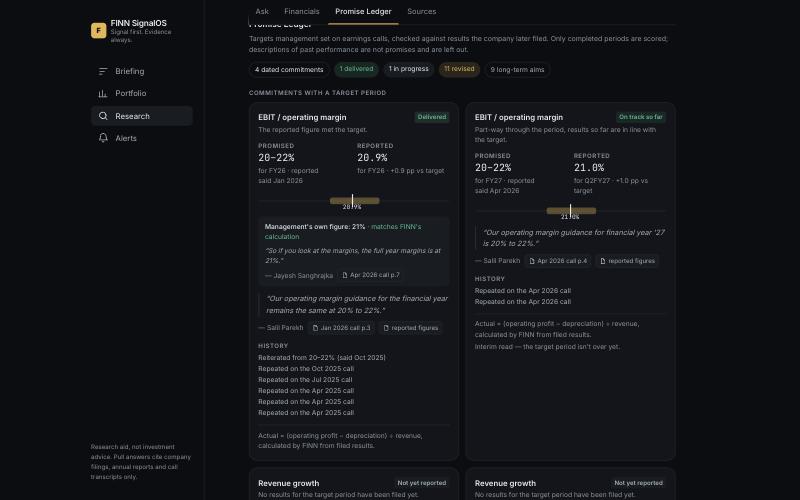 F
FINN SignalOS
Signal first. Evidence
always.
Briefing
Portfolio
Research
Alerts
Research aid, not investment
advice. Pull answers cite company
filings, annual reports and call
transcripts only.
Ask
Financials
Promise Ledger
Sources
Promise Ledger
Targets management set on earnings calls, checked against results the company later filed. Only completed periods are scored;
descriptions of past performance are not promises and are left out.
4 dated commitments
1 delivered
1 in progress
11 revised
9 long-term aims
COMMITMENTS WITH A TARGET PERIOD
EBIT / operating margin
Delivered
The reported figure met the target.
PROMISED
REPORTED
20–22%
20.9%
for FY26 · reported
said Jan 2026
for FY26 · +0.9 pp vs target
20.9%
Management's own figure: 21% · matches FINN's
calculation
"So if you look at the margins, the full year margins is at
21%."
— Jayesh Sanghrajka
Apr 2026 call p.7
"Our operating margin guidance for the financial year
remains the same at 20% to 22%."
— Salil Parekh
Jan 2026 call p.3
reported figures
HISTORY
Reiterated from 20–22% (said Oct 2025)
Repeated on the Oct 2025 call
Repeated on the Jul 2025 call
Repeated on the Apr 2025 call
Repeated on the Apr 2025 call
Repeated on the Apr 2025 call
Actual = (operating profit − depreciation) ÷ revenue,
calculated by FINN from filed results.
EBIT / operating margin
On track so far
Part-way through the period, results so far are in line with
the target.
PROMISED
REPORTED
20–22%
21.0%
for FY27 · reported
said Apr 2026
for Q2FY27 · +1.0 pp vs
target
21.0%
"Our operating margin guidance for financial year '27
is 20% to 22%."
— Salil Parekh
Apr 2026 call p.4
reported figures
HISTORY
Repeated on the Apr 2026 call
Repeated on the Apr 2026 call
Actual = (operating profit − depreciation) ÷ revenue,
calculated by FINN from filed results.
Interim read — the target period isn't over yet.
Revenue growth
Not yet reported
No results for the target period have been filed yet.
Revenue growth
Not yet reported
No results for the target period have been filed yet.